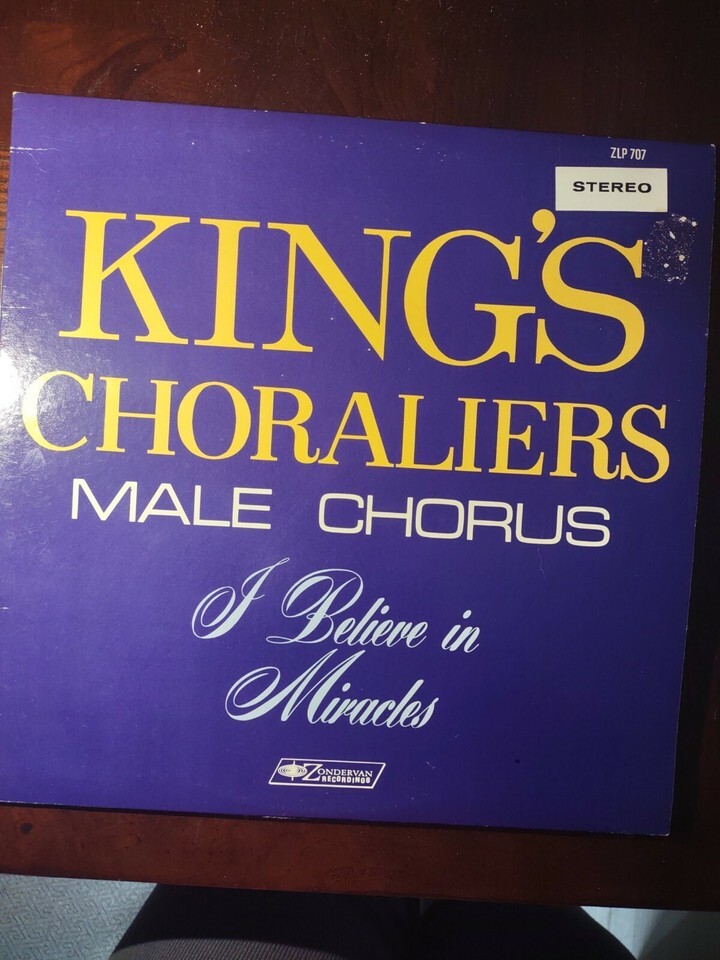 ZLP 707
STEREO
KING'S
CHORALIERS
MALE CHORUS
I Believe in
Miracles
ZONDERVAN
RECORDINGS